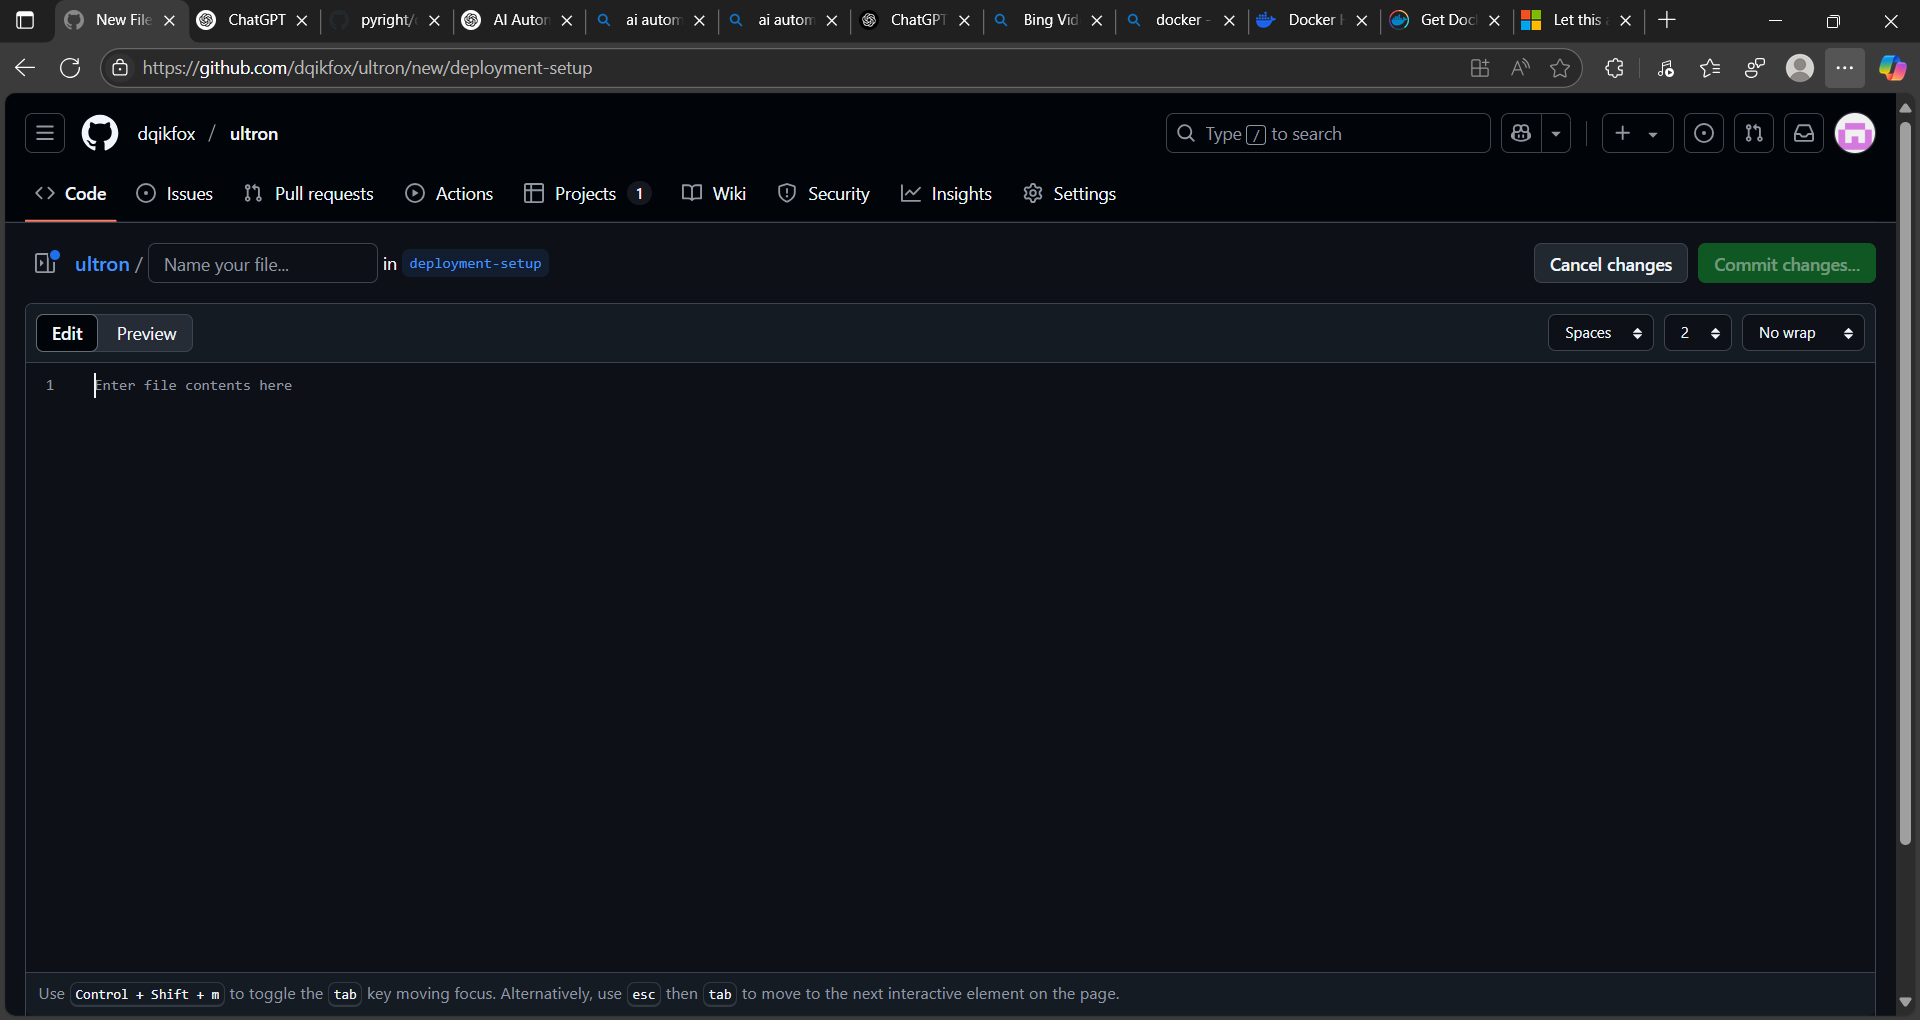 New File ChatGPT pyright/ AI Auton ai autom ai autom ChatGPT Bing Vid docker - Docker Get Doc Let this
https://github.com/dqikfox/ultron/new/deployment-setup
dqikfox / ultron Type / to search
Code Issues Pull requests Actions Projects 1 Wiki Security Insights Settings
ultron / Name your file... in deployment-setup Cancel changes Commit changes...
Edit Preview Spaces 2 No wrap
1 Enter file contents here
Use Control + Shift + m to toggle the tab key moving focus. Alternatively, use esc then tab to move to the next interactive element on the page.